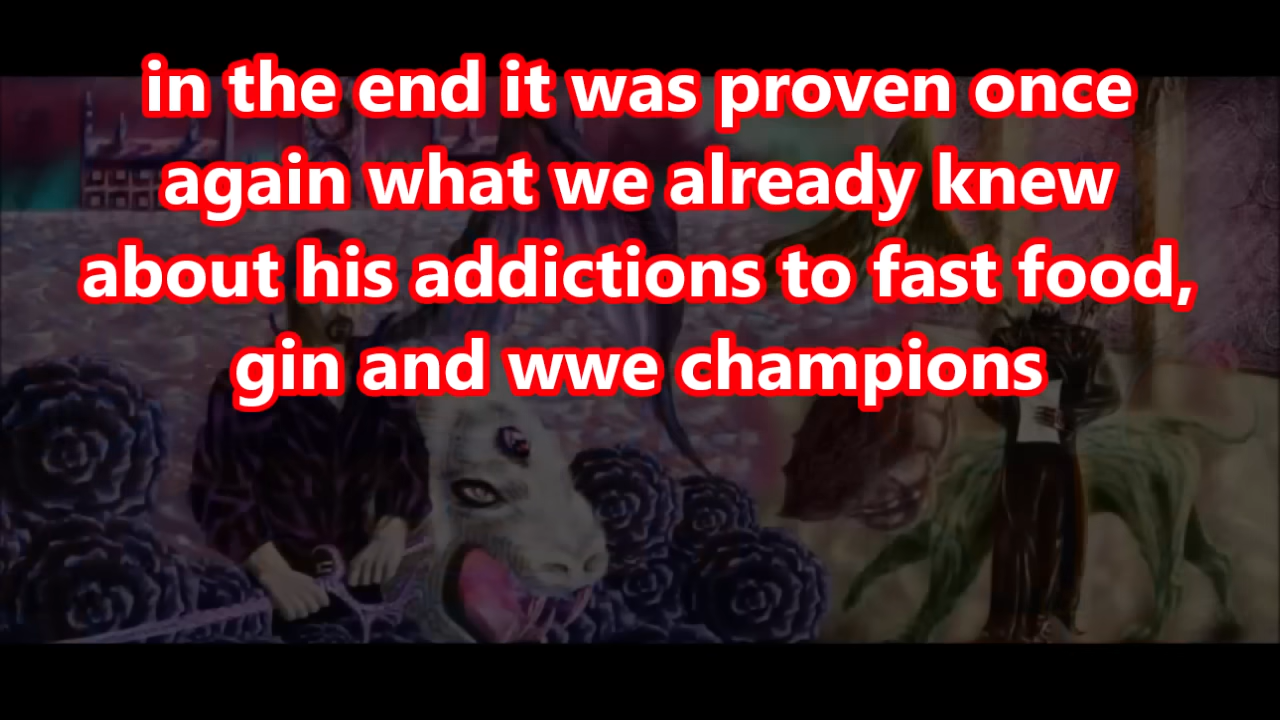 in the end it was proven once
again what we already knew
about his addictions to fast food,
gin and wwe champions